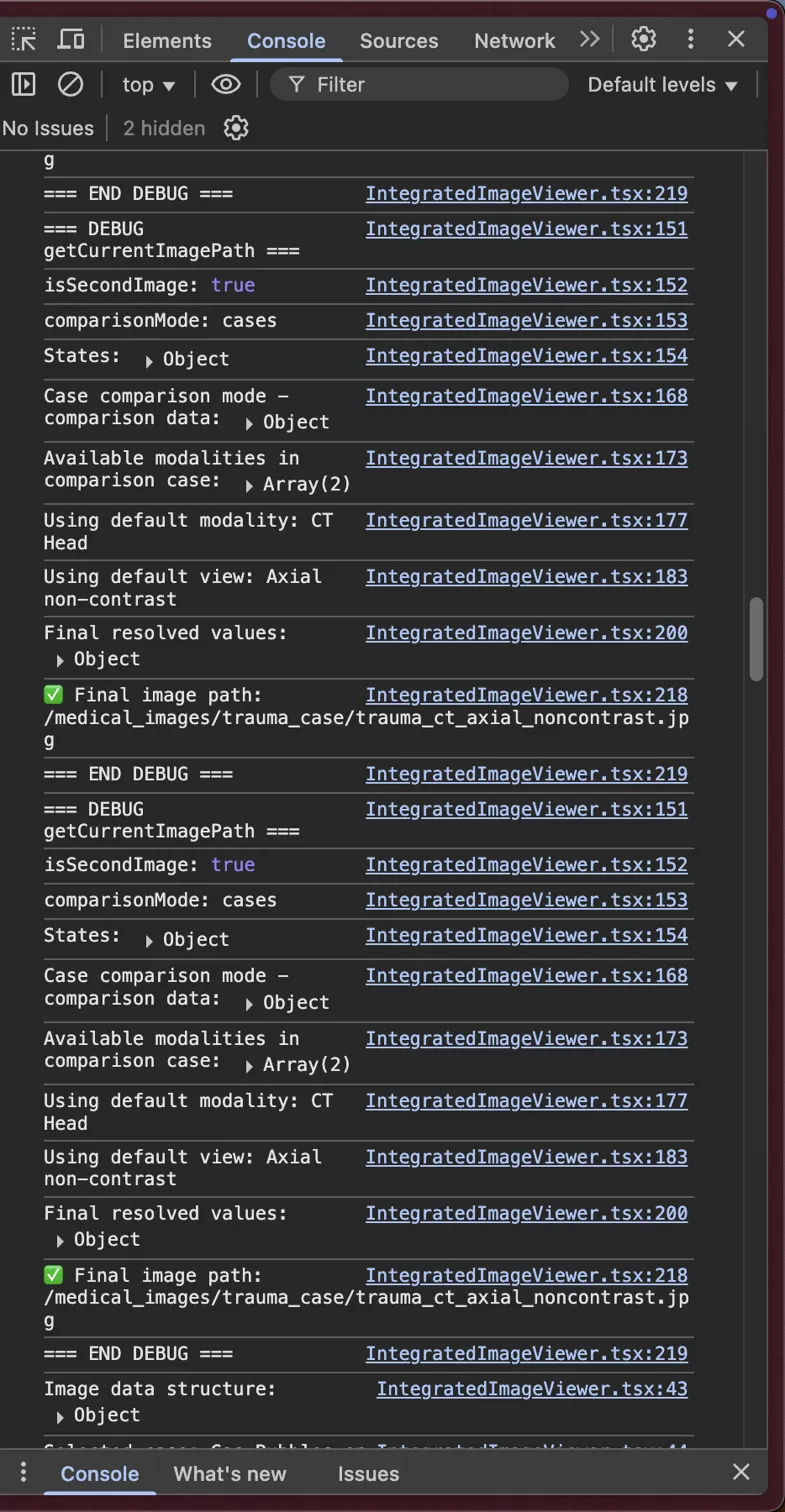 Elements Console Sources Network
top Filter Default levels
No Issues 2 hidden
g
=== END DEBUG === IntegratedImageViewer.tsx:219
=== DEBUG IntegratedImageViewer.tsx:151
getCurrentImagePath ===
isSecondImage: true IntegratedImageViewer.tsx:152
comparisonMode: cases IntegratedImageViewer.tsx:153
States: Object IntegratedImageViewer.tsx:154
Case comparison mode – IntegratedImageViewer.tsx:168
comparison data: Object
Available modalities in IntegratedImageViewer.tsx:173
comparison case: Array(2)
Using default modality: CT IntegratedImageViewer.tsx:177
Head
Using default view: Axial IntegratedImageViewer.tsx:183
non-contrast
Final resolved values: IntegratedImageViewer.tsx:200
Object
✅ Final image path: IntegratedImageViewer.tsx:218
/medical_images/trauma_case/trauma_ct_axial_noncontrast.jp
g
=== END DEBUG === IntegratedImageViewer.tsx:219
=== DEBUG IntegratedImageViewer.tsx:151
getCurrentImagePath ===
isSecondImage: true IntegratedImageViewer.tsx:152
comparisonMode: cases IntegratedImageViewer.tsx:153
States: Object IntegratedImageViewer.tsx:154
Case comparison mode – IntegratedImageViewer.tsx:168
comparison data: Object
Available modalities in IntegratedImageViewer.tsx:173
comparison case: Array(2)
Using default modality: CT IntegratedImageViewer.tsx:177
Head
Using default view: Axial IntegratedImageViewer.tsx:183
non-contrast
Final resolved values: IntegratedImageViewer.tsx:200
Object
✅ Final image path: IntegratedImageViewer.tsx:218
/medical_images/trauma_case/trauma_ct_axial_noncontrast.jp
g
=== END DEBUG === IntegratedImageViewer.tsx:219
Image data structure: IntegratedImageViewer.tsx:43
Object
Console What's new Issues